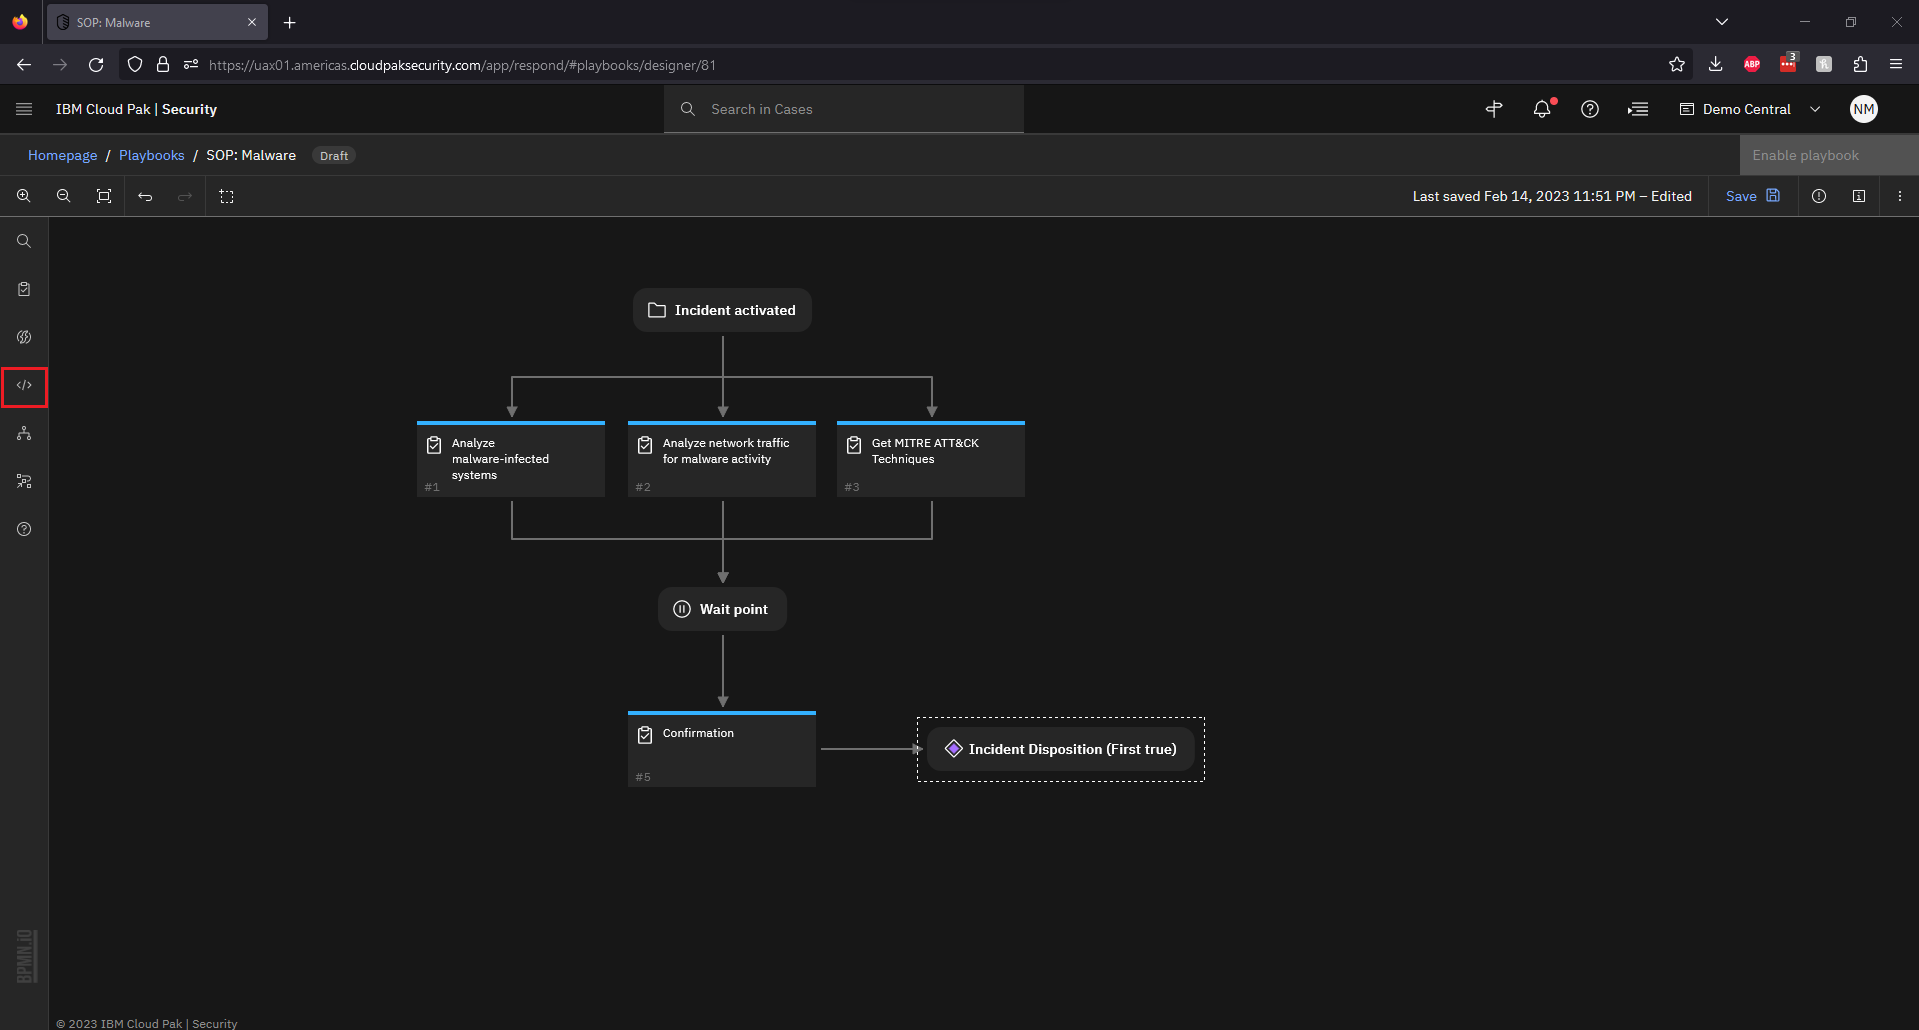 SOP: Malware
https://uax01.americas.cloudpaksecurity.com/app/respond/#playbooks/designer/81
ABP
3
IBM Cloud Pak | Security
Search in Cases
Demo Central
NM
Homepage / Playbooks / SOP: Malware
Draft
Enable playbook
Last saved Feb 14, 2023 11:51 PM – Edited
Save
Incident activated
Analyze
malware-infected
systems
#1
Analyze network traffic
for malware activity
#2
Get MITRE ATT&CK
Techniques
#3
Wait point
Confirmation
#5
Incident Disposition (First true)
BPMN.iO
© 2023 IBM Cloud Pak | Security